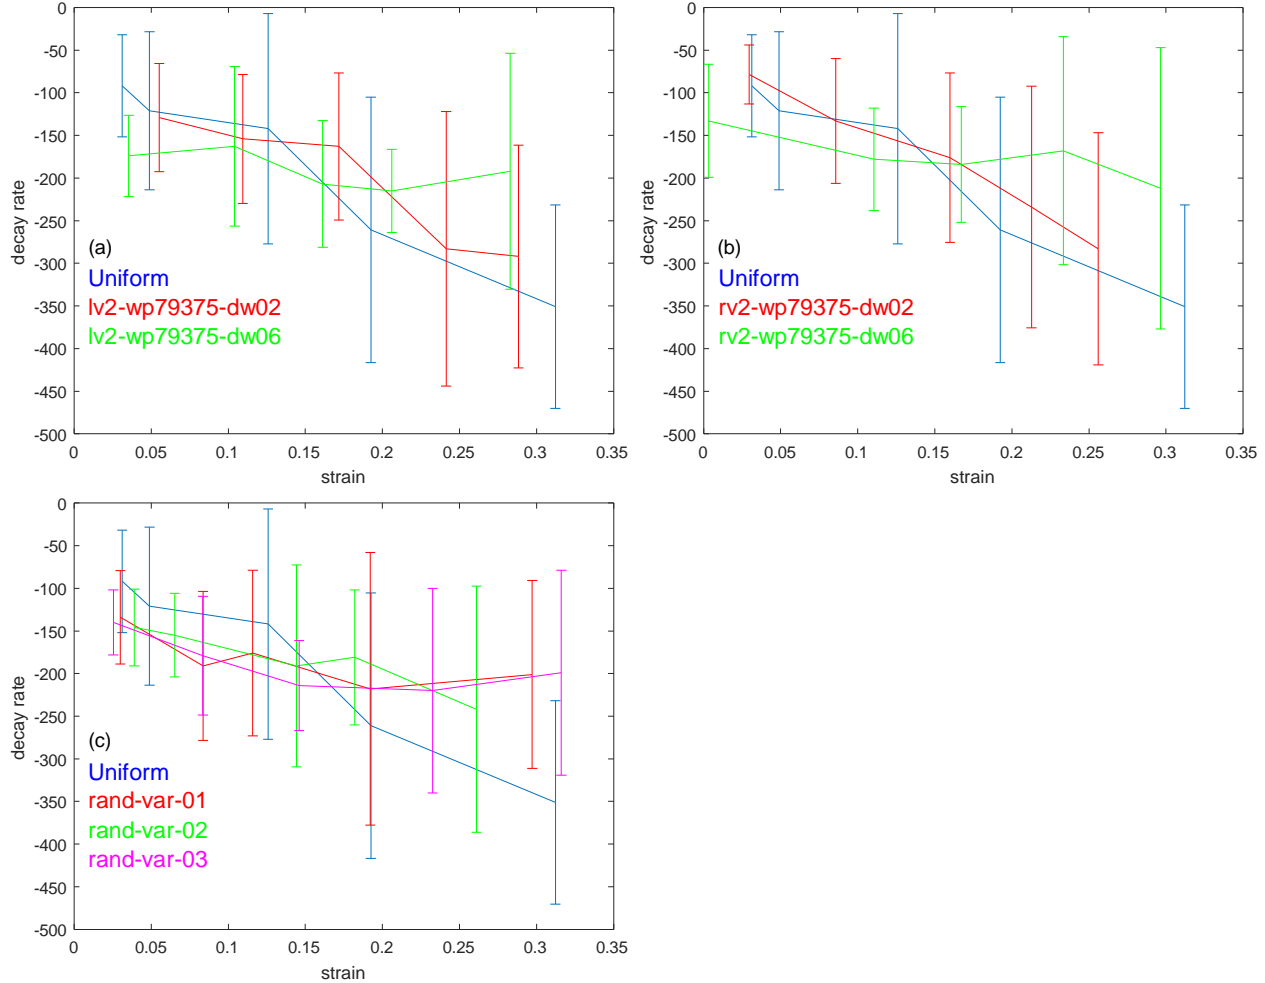 0
-50
-100
-150
-200
-250
-300
-350
-400
-450
-500
decay rate
(a)
Uniform
lv2-wp79375-dw02
lv2-wp79375-dw06
0 0.05 0.1 0.15 0.2 0.25 0.3 0.35
strain
0
-50
-100
-150
-200
-250
-300
-350
-400
-450
-500
decay rate
(b)
Uniform
rv2-wp79375-dw02
rv2-wp79375-dw06
0 0.05 0.1 0.15 0.2 0.25 0.3 0.35
strain
0
-50
-100
-150
-200
-250
-300
-350
-400
-450
-500
decay rate
(c)
Uniform
rand-var-01
rand-var-02
rand-var-03
0 0.05 0.1 0.15 0.2 0.25 0.3 0.35
strain